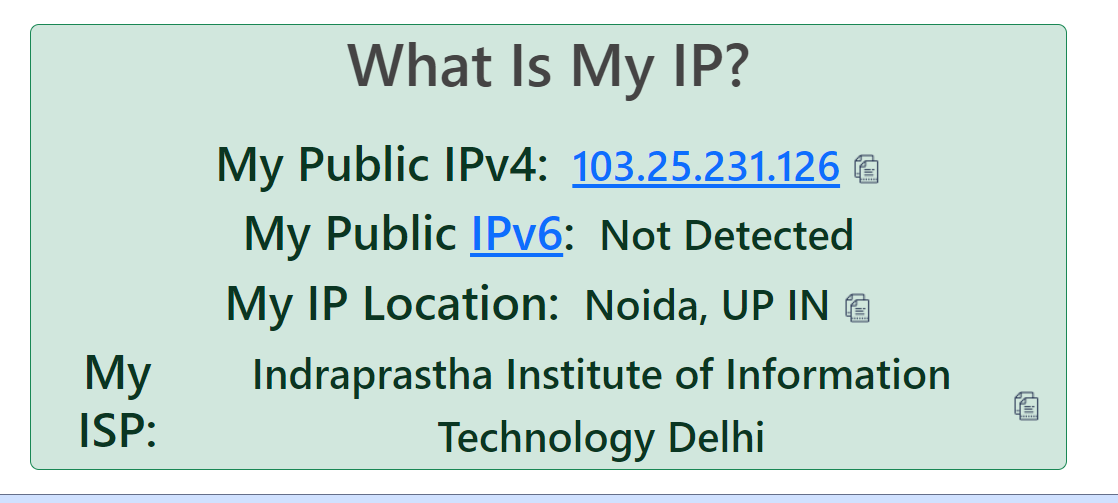 What Is My IP?
My Public IPv4: 103.25.231.126
My Public IPv6: Not Detected
My IP Location: Noida, UP IN
My ISP: Indraprastha Institute of Information
Technology Delhi